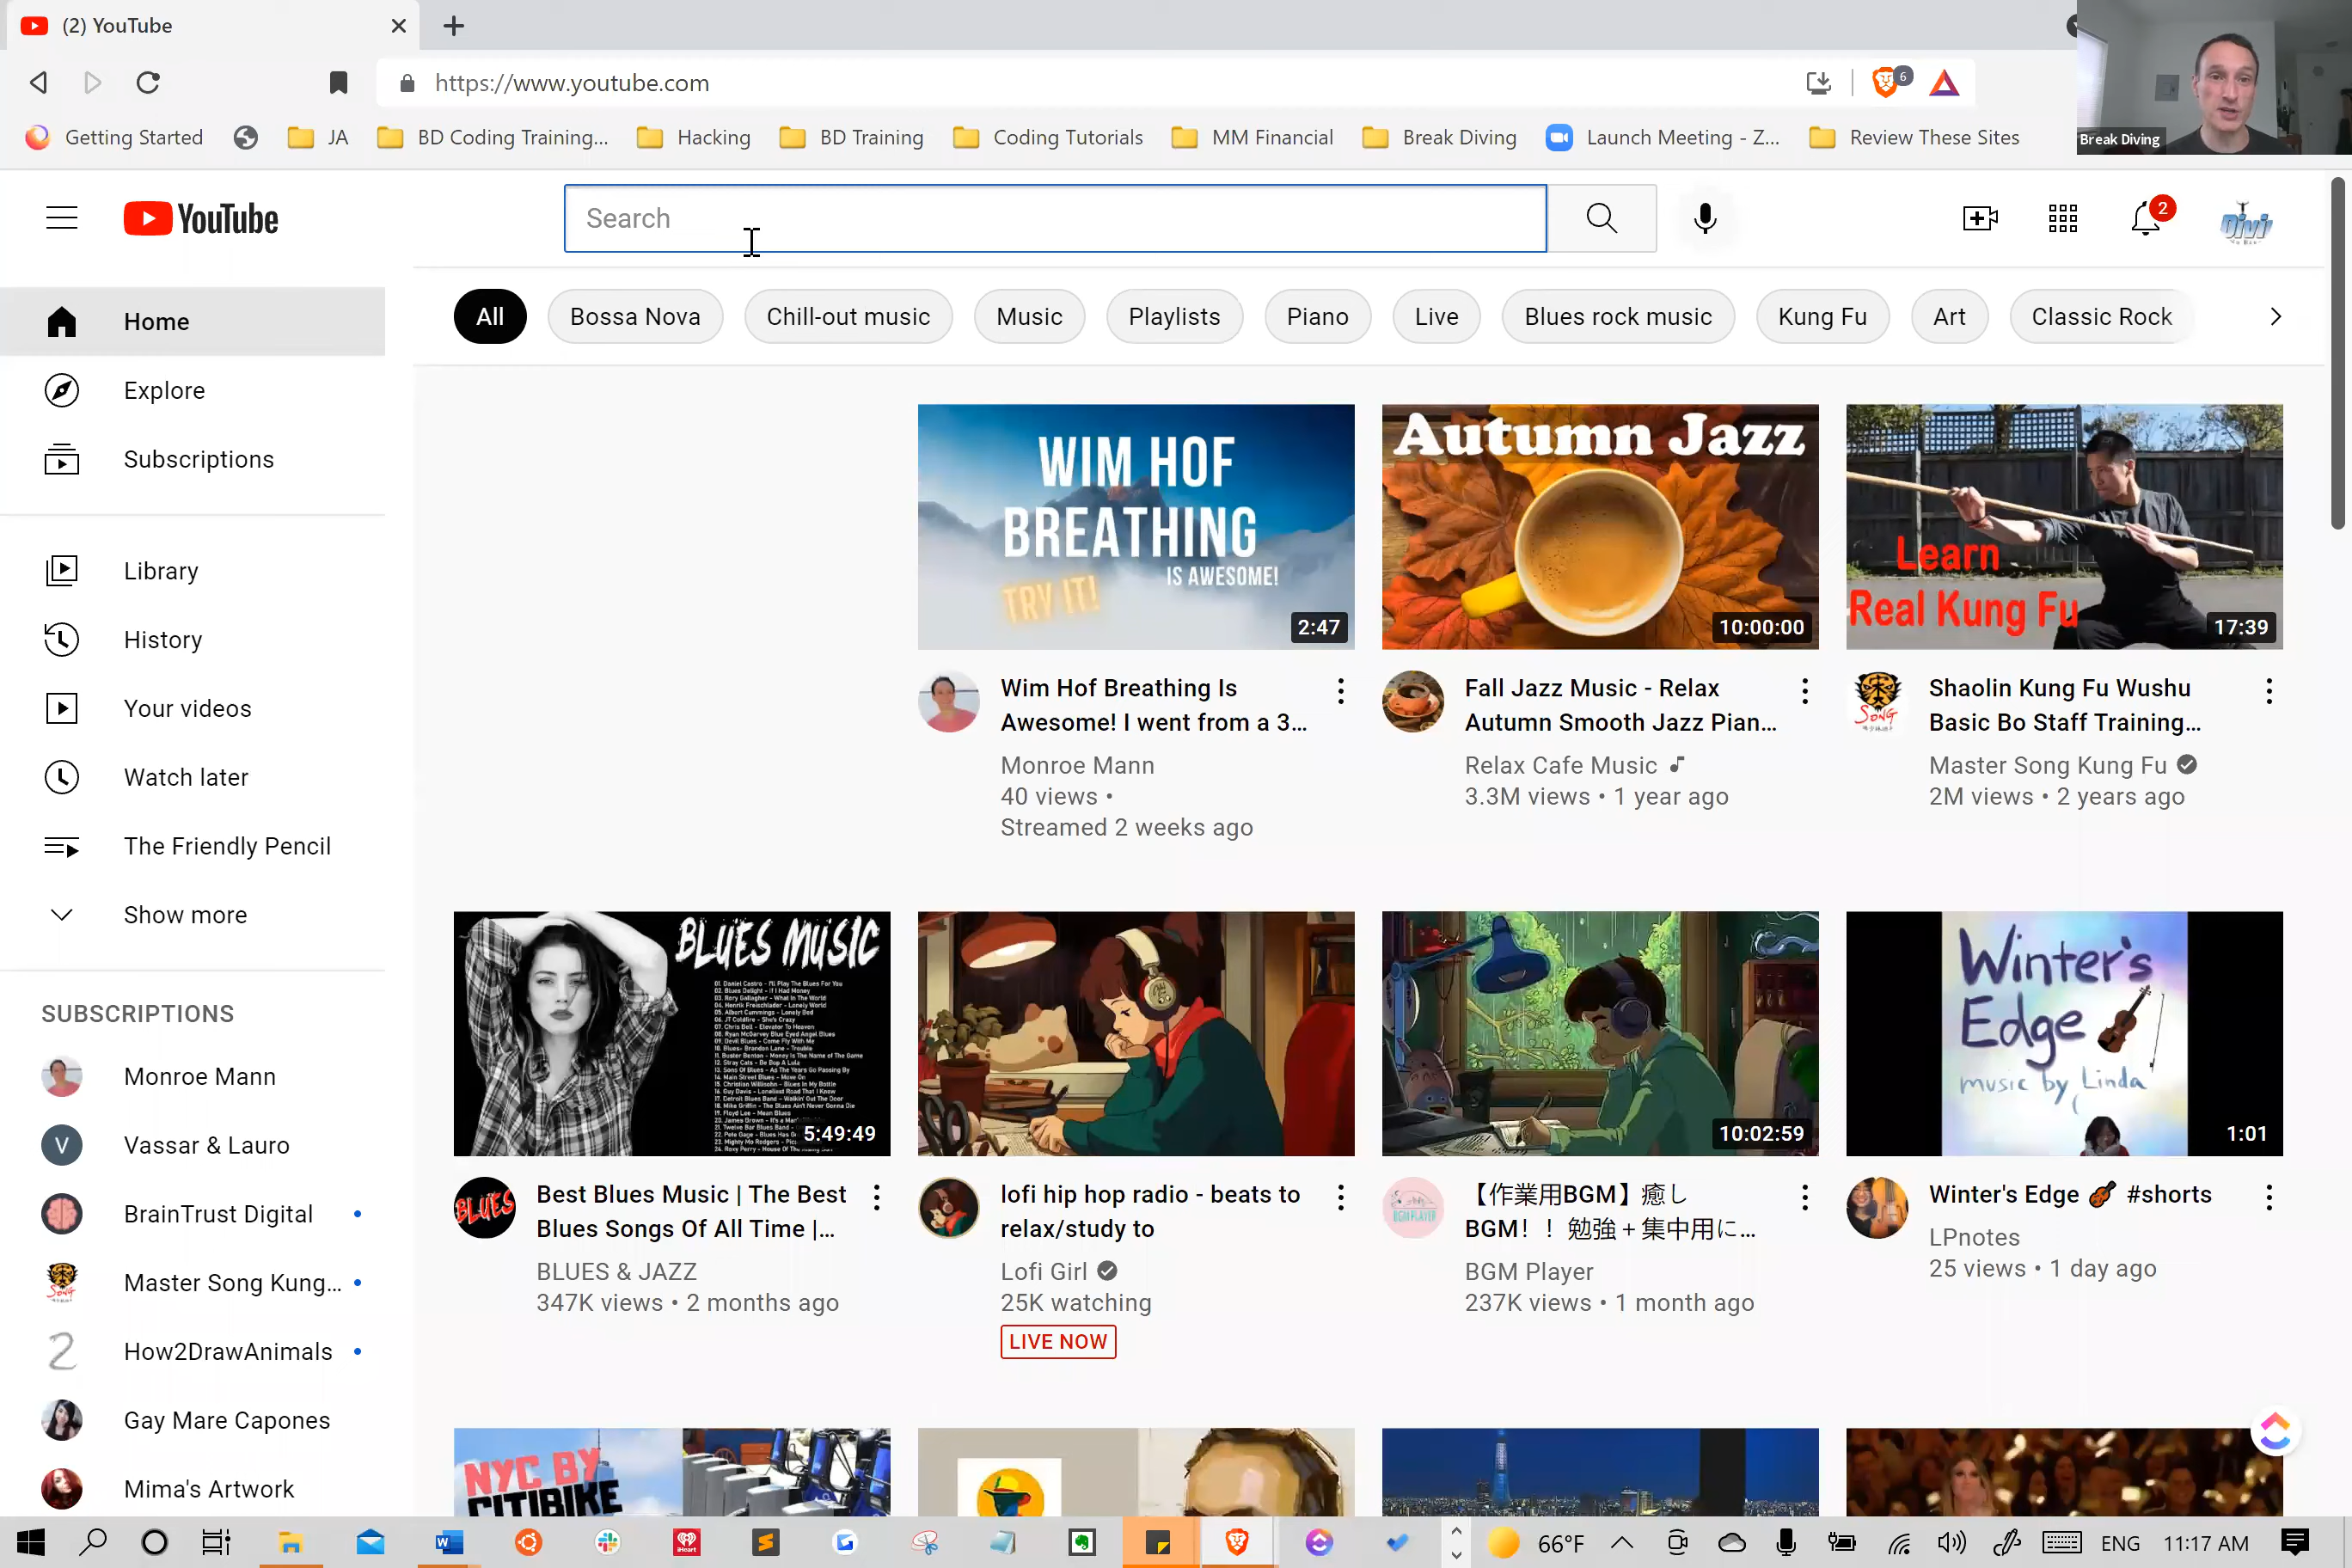 (2) YouTube
https://www.youtube.com
6
Getting Started
JA
BD Coding Training...
Hacking
BD Training
Coding Tutorials
MM Financial
Break Diving
Launch Meeting - Z...
Review These Sites
Break Diving
YouTube
Search
2
Divi
All
Bossa Nova
Chill-out music
Music
Playlists
Piano
Live
Blues rock music
Kung Fu
Art
Classic Rock
Home
Explore
Subscriptions
Library
History
Your videos
Watch later
The Friendly Pencil
Show more
SUBSCRIPTIONS
Monroe Mann
V
Vassar & Lauro
BrainTrust Digital
Master Song Kung...
How2DrawAnimals
Gay Mare Capones
Mima's Artwork
WIM HOF
BREATHING
IS AWESOME!
TRY IT!
2:47
Wim Hof Breathing Is
Awesome! I went from a 3...
Monroe Mann
40 views •
Streamed 2 weeks ago
Autumn Jazz
10:00:00
Fall Jazz Music - Relax
Autumn Smooth Jazz Pian...
Relax Cafe Music
3.3M views • 1 year ago
Learn
Real Kung Fu
17:39
SONG
Shaolin Kung Fu Wushu
Basic Bo Staff Training...
Master Song Kung Fu
2M views • 2 years ago
BLUES MUSIC
5:49:49
BLUES
Best Blues Music | The Best
Blues Songs Of All Time |...
BLUES & JAZZ
347K views • 2 months ago
lofi hip hop radio - beats to
relax/study to
Lofi Girl
25K watching
LIVE NOW
10:02:59
BGM PLAYER
【作業用BGM】癒し
BGM！！ 勉強＋集中用に...
BGM Player
237K views • 1 month ago
Winter's
Edge
music by Linda
1:01
Winter's Edge 🎻 #shorts
LPnotes
25 views • 1 day ago
NYC BY
CITIBIKE
iHeart
66°F
ENG
11:17 AM